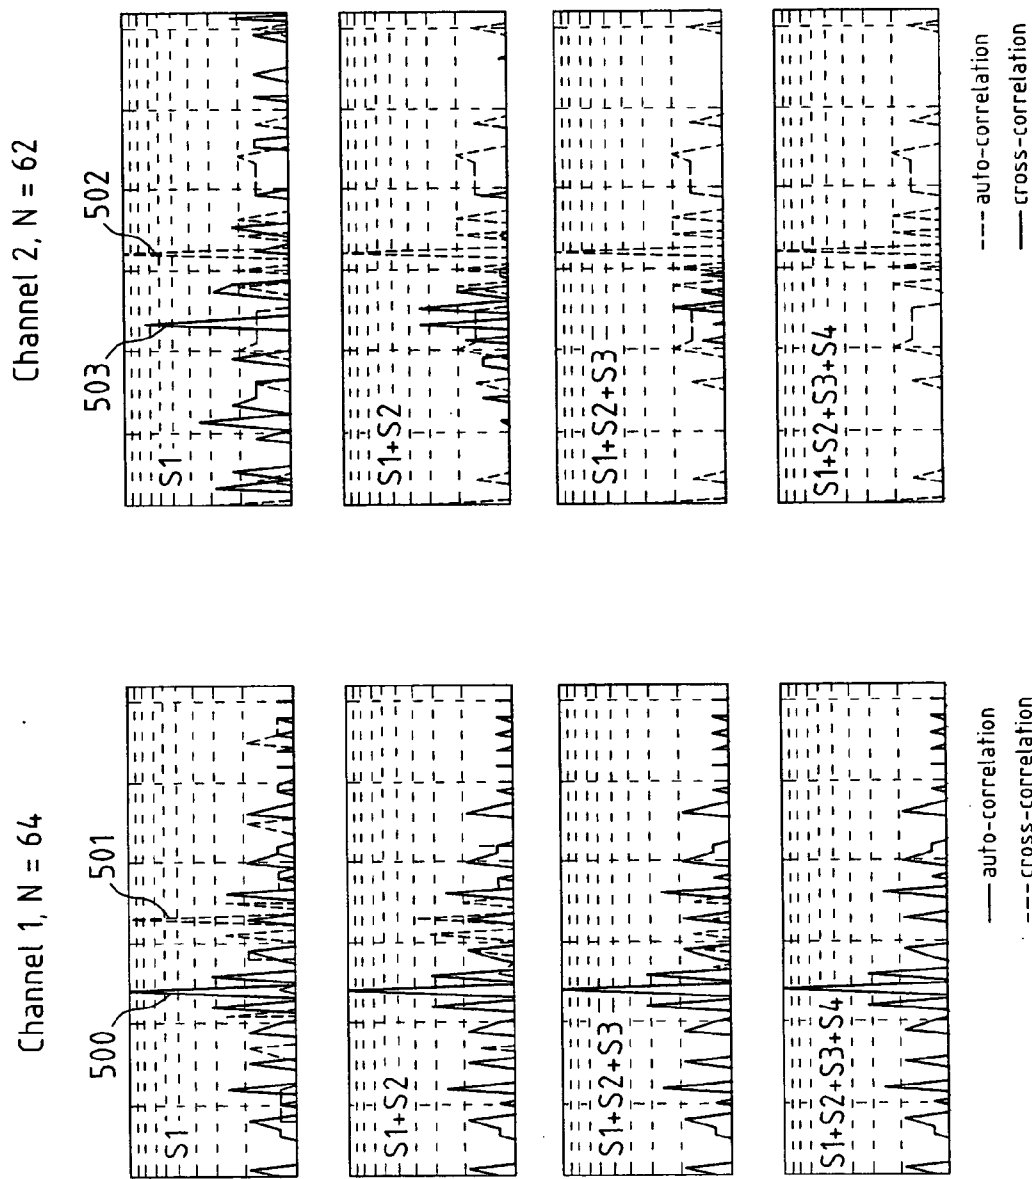 Channel 1, N = 64
500
501
S1
S1+S2
S1+S2+S3
S1+S2+S3+S4
auto-correlation
cross-correlation
Channel 2, N = 62
503
502
S1
S1+S2
S1+S2+S3
S1+S2+S3+S4
auto-correlation
cross-correlation